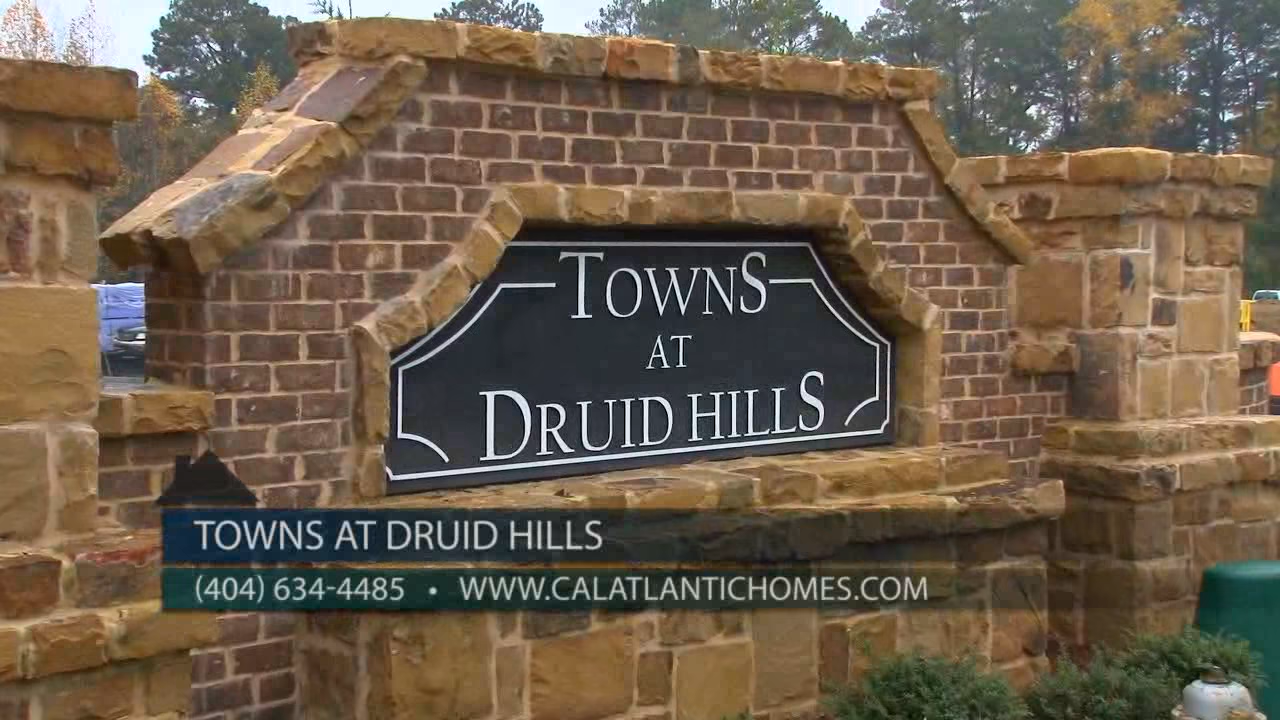 TOWNS
AT
DRUID HILLS
TOWNS AT DRUID HILLS
(404) 634-4485 • WWW.CALATLANTICHOMES.COM